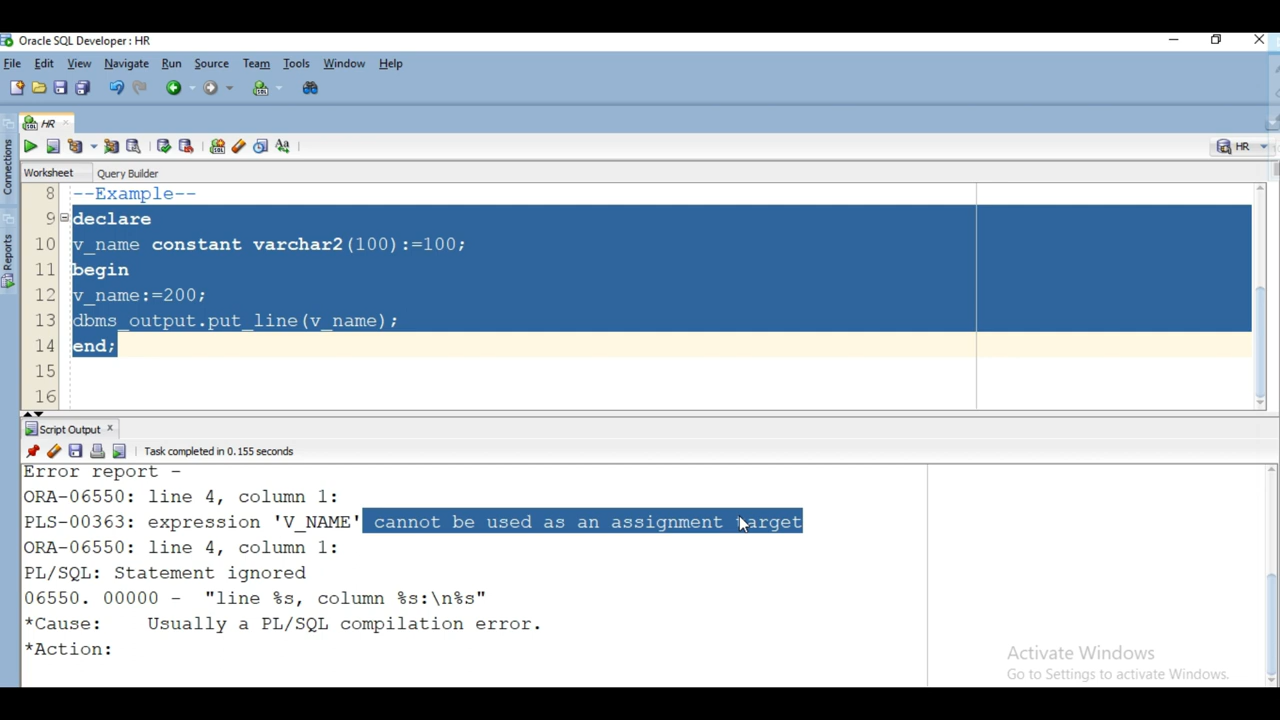 Oracle SQL Developer : HR
File Edit View Navigate Run Source Team Tools Window Help
HR
HR
Worksheet Query Builder
Connections
Reports
8 --Example--
9 declare
10 v_name constant varchar2(100):=100;
11 begin
12 v_name:=200;
13 dbms_output.put_line(v_name);
14 end;
15
16
Script Output
Task completed in 0.155 seconds
Error report -
ORA-06550: line 4, column 1:
PLS-00363: expression 'V_NAME' cannot be used as an assignment target
ORA-06550: line 4, column 1:
PL/SQL: Statement ignored
06550. 00000 - "line %s, column %s:\n%s"
*Cause: Usually a PL/SQL compilation error.
*Action:
Activate Windows
Go to Settings to activate Windows.